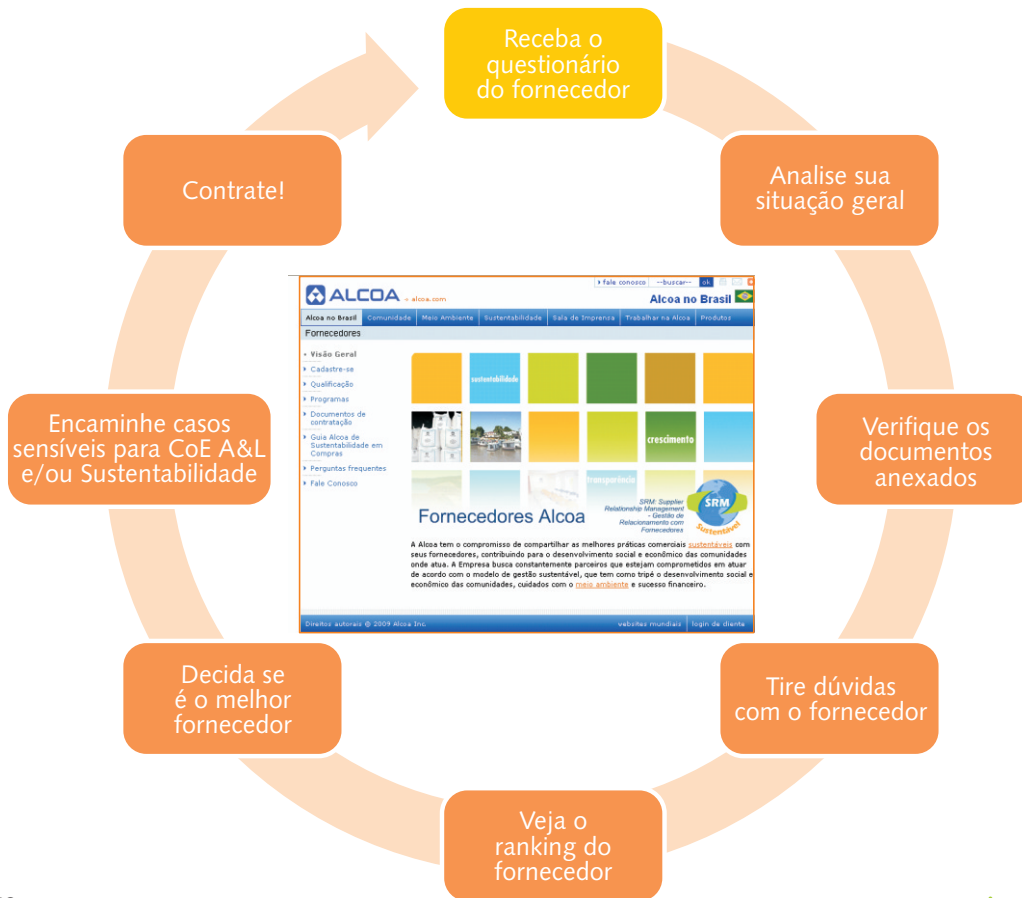 Receba o
questionário
do fornecedor
Analise sua
situação geral
Verifique os
documentos
anexados
Tire dúvidas
com o fornecedor
Veja o
ranking do
fornecedor
Decida se
é o melhor
fornecedor
Encaminhe casos
sensíveis para CoE A&L
e/ou Sustentabilidade
Contrate!
fale conosco --buscar-- ok
ALCOA alcoa.com
Alcoa no Brasil
Alcoa no Brasil Comunidade Meio Ambiente Sustentabilidade Sala de Imprensa Trabalhar na Alcoa Produtos
Fornecedores
Visão Geral
Cadastre-se
Qualificação
Programas
Documentos de
contratação
Guia Alcoa de
Sustentabilidade em
Compras
Perguntas frequentes
Fale Conosco
sustentabilidade
crescimento
transparência
Fornecedores Alcoa
SRM: Supplier
Relationship Management
- Gestão de
Relacionamento com
Fornecedores
SRM
Sustentável
A Alcoa tem o compromisso de compartilhar as melhores práticas comerciais sustentáveis com
seus fornecedores, contribuindo para o desenvolvimento social e econômico das comunidades
onde atua. A Empresa busca constantemente parceiros que estejam comprometidos em atuar
de acordo com o modelo de gestão sustentável, que tem como tripé o desenvolvimento social e
econômico das comunidades, cuidados com o meio ambiente e sucesso financeiro.
Direitos autorais @ 2009 Alcoa Inc. websites mundiais login de cliente